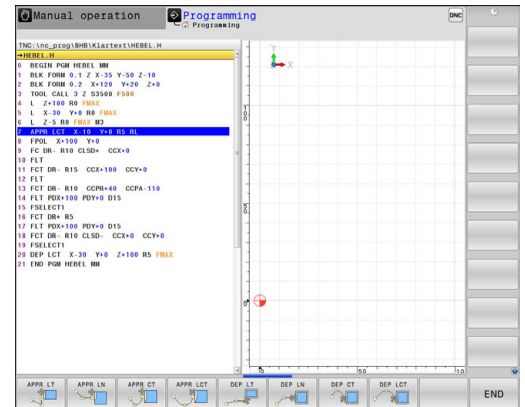 Manual operation
Programming
Programming
DNC
TNC:\nc_prog\BHB\Klartext\HEBEL.H
→HEBEL.H
0 BEGIN PGM HEBEL MM
1 BLK FORM 0.1 Z X-35 Y-50 Z-10
2 BLK FORM 0.2 X+120 Y+20 Z+0
3 TOOL CALL 3 Z S3500 F500
4 L Z+100 R0 FMAX
5 L X-30 Y+0 R0 FMAX
6 L Z-5 R0 FMAX M3
7 APPR LCT X-10 Y+0 R5 RL
8 FPOL X+100 Y+0
9 FC DR- R10 CLSD+ CCX+0
10 FLT
11 FCT DR- R15 CCX+100 CCY+0
12 FLT
13 FCT DR- R10 CCPR+40 CCPA-110
14 FLT PDX+100 PDY+0 D15
15 FSELECT1
16 FCT DR+ R5
17 FLT PDX+100 PDY+0 D15
18 FCT DR- R10 CLSD- CCX+0 CCY+0
19 FSELECT1
20 DEP LCT X-30 Y+0 Z+100 R5 FMAX
21 END PGM HEBEL MM
Y
X
100
50
0
0
50
10
APPR LT
APPR LN
APPR CT
APPR LCT
DEP LT
DEP LN
DEP CT
DEP LCT
END